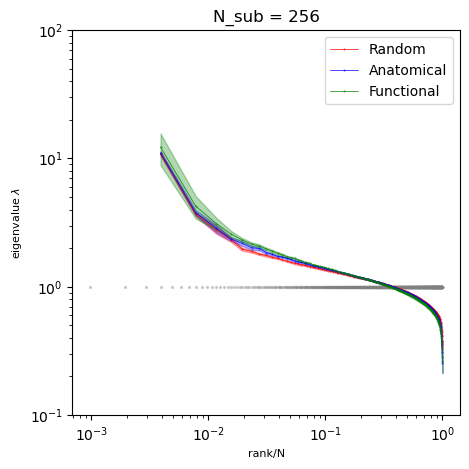 N_sub = 256
10²
10¹
10⁰
10⁻¹
eigenvalue λ
Random
Anatomical
Functional
10⁻³ 10⁻² 10⁻¹ 10⁰
rank/N